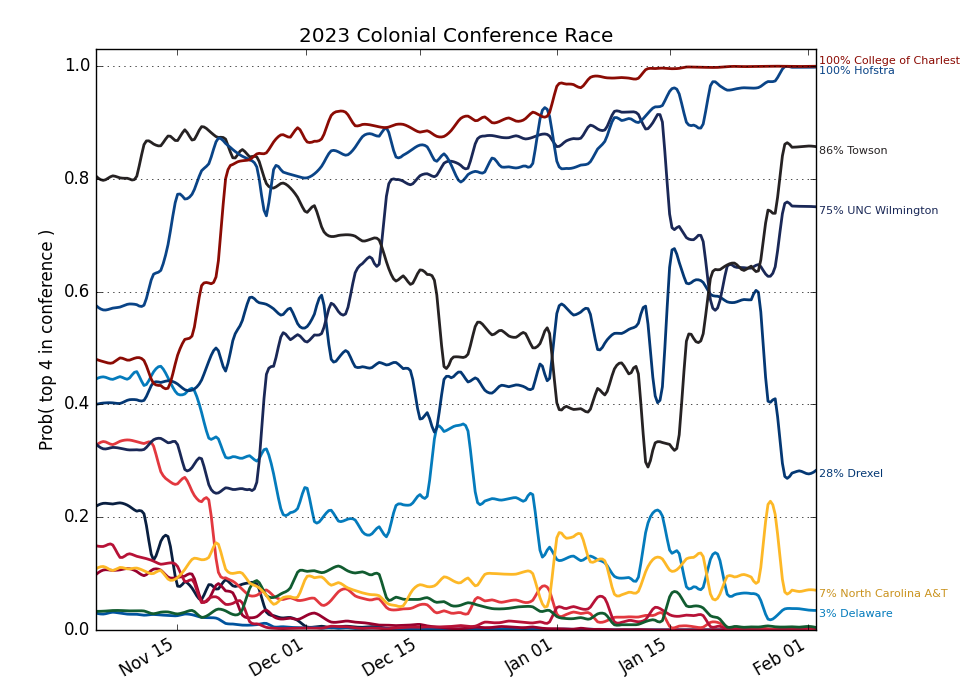 2023 Colonial Conference Race
Prob( top 4 in conference )
1.0
0.8
0.6
0.4
0.2
0.0
Nov 15
Dec 01
Dec 15
Jan 01
Jan 15
Feb 01
100% College of Charlest
100% Hofstra
86% Towson
75% UNC Wilmington
28% Drexel
7% North Carolina A&T
3% Delaware